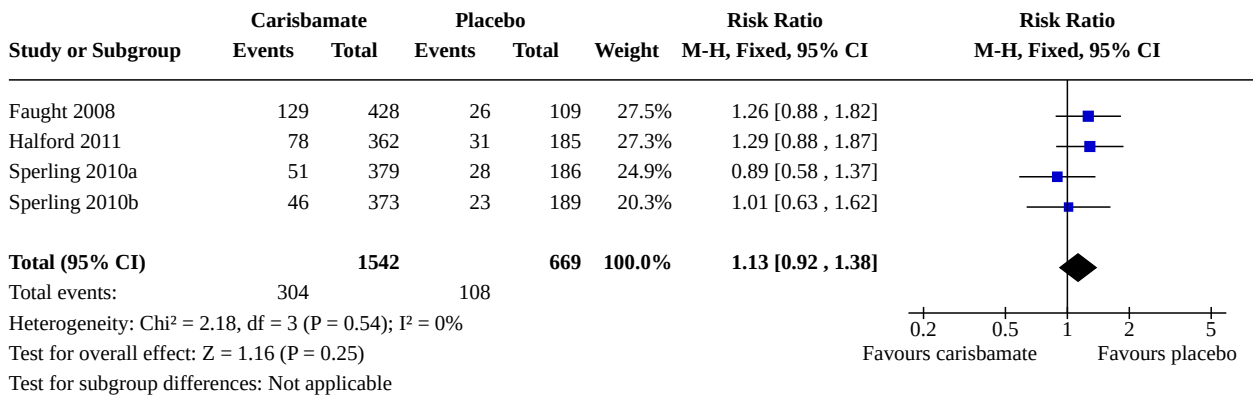 Carisbamate Placebo Risk Ratio Risk Ratio
Study or Subgroup Events Total Events Total Weight M-H, Fixed, 95% CI M-H, Fixed, 95% CI
Faught 2008 129 428 26 109 27.5% 1.26 [0.88 , 1.82]
Halford 2011 78 362 31 185 27.3% 1.29 [0.88 , 1.87]
Sperling 2010a 51 379 28 186 24.9% 0.89 [0.58 , 1.37]
Sperling 2010b 46 373 23 189 20.3% 1.01 [0.63 , 1.62]
Total (95% CI) 1542 669 100.0% 1.13 [0.92 , 1.38]
Total events: 304 108
Heterogeneity: Chi² = 2.18, df = 3 (P = 0.54); I² = 0%
0.2 0.5 1 2 5
Test for overall effect: Z = 1.16 (P = 0.25) Favours carisbamate Favours placebo
Test for subgroup differences: Not applicable